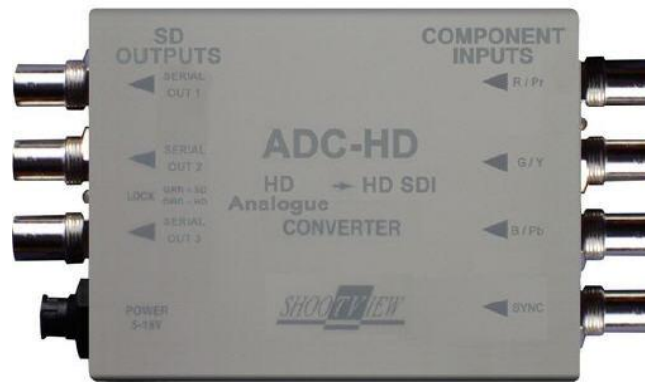 SD
OUTPUTS
SERIAL
OUT 1
SERIAL
OUT 2
LOCK
SERIAL
OUT 3
POWER
5-18V
ADC-HD
HD
Analogue
HD SDI
CONVERTER
SHOOTVIEW
COMPONENT
INPUTS
R / Pr
G / Y
B / Pb
SYNC